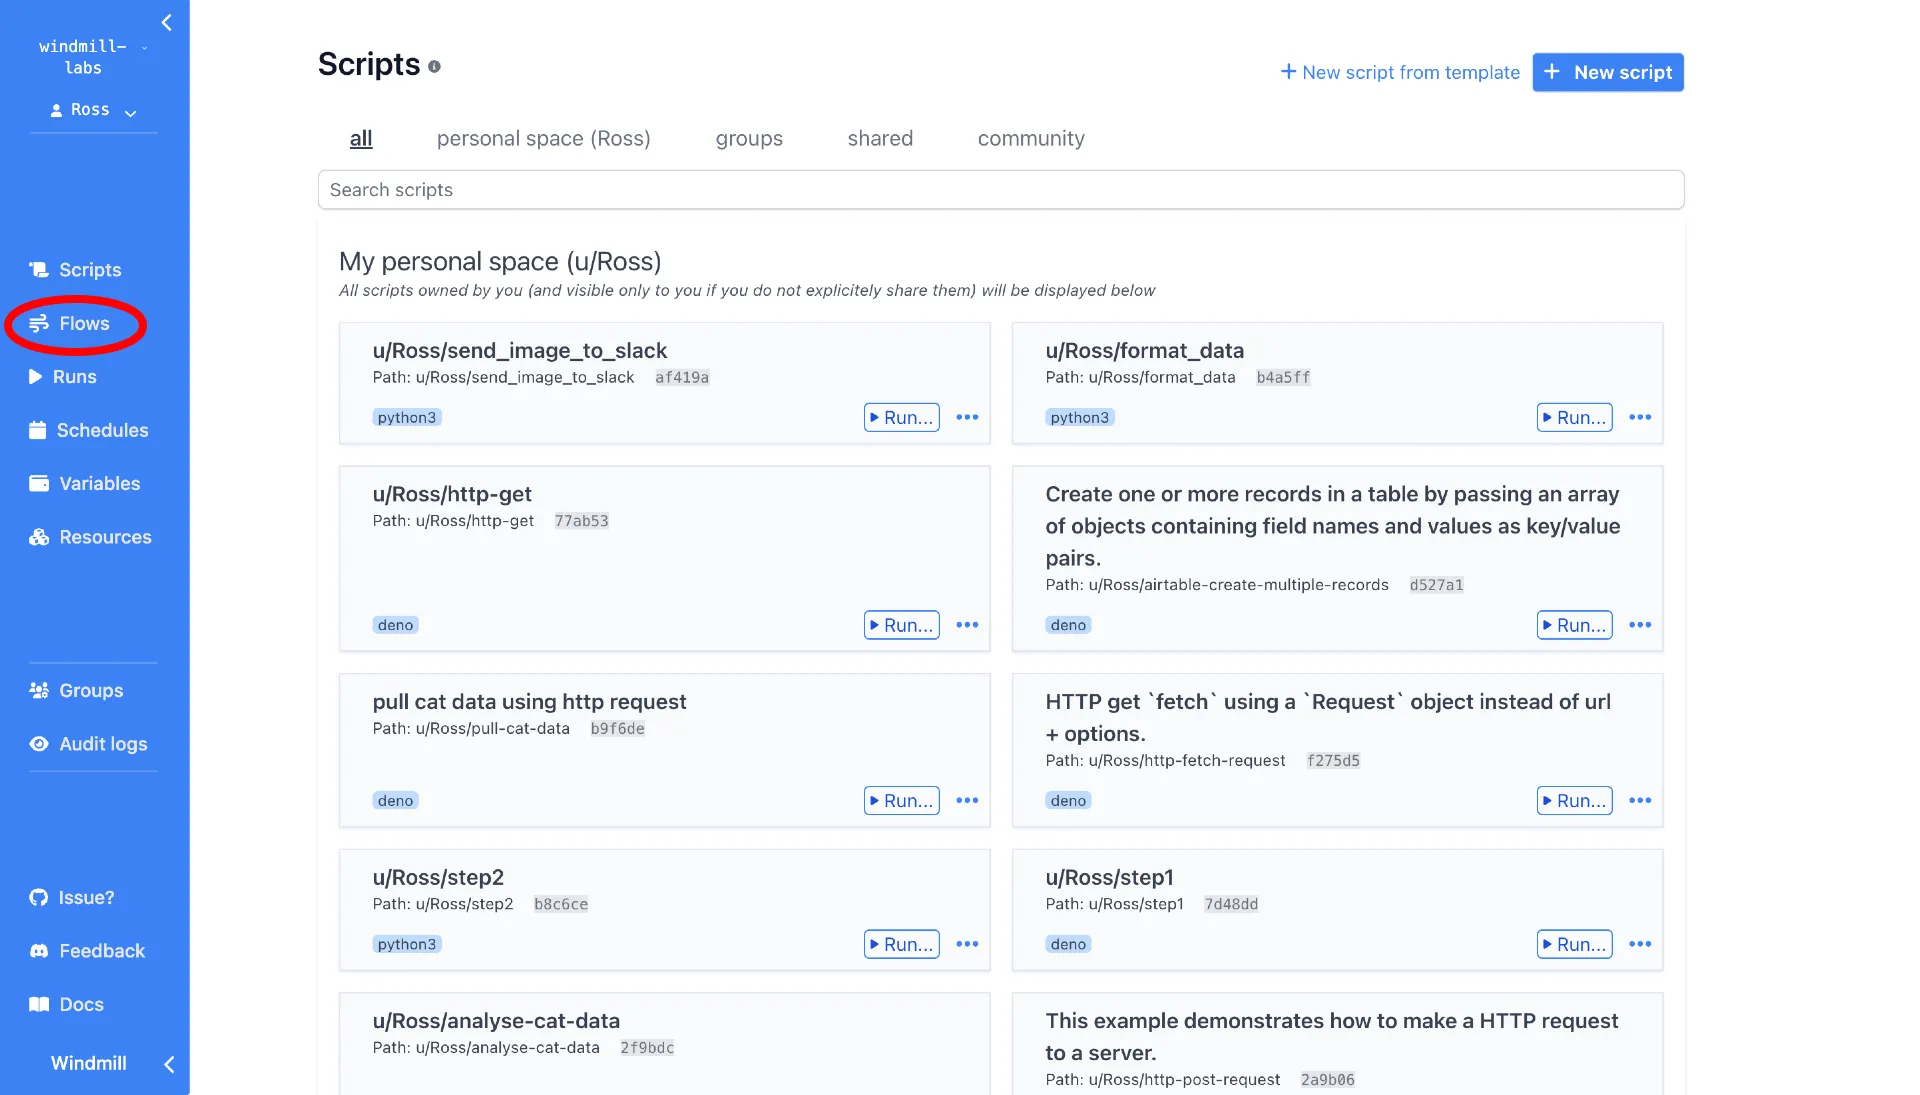 windmill-
labs
Ross
Scripts
Flows
Runs
Schedules
Variables
Resources
Groups
Audit logs
Issue?
Feedback
Docs
Windmill
Scripts
New script from template
New script
all
personal space (Ross)
groups
shared
community
Search scripts
My personal space (u/Ross)
All scripts owned by you (and visible only to you if you do not explicitely share them) will be displayed below
u/Ross/send_image_to_slack
Path: u/Ross/send_image_to_slack af419a
python3 Run...
u/Ross/format_data
Path: u/Ross/format_data b4a5ff
python3 Run...
u/Ross/http-get
Path: u/Ross/http-get 77ab53
deno Run...
Create one or more records in a table by passing an array
of objects containing field names and values as key/value
pairs.
Path: u/Ross/airtable-create-multiple-records d527a1
deno Run...
pull cat data using http request
Path: u/Ross/pull-cat-data b9f6de
deno Run...
HTTP get `fetch` using a `Request` object instead of url
+ options.
Path: u/Ross/http-fetch-request f275d5
deno Run...
u/Ross/step2
Path: u/Ross/step2 b8c6ce
python3 Run...
u/Ross/step1
Path: u/Ross/step1 7d48dd
deno Run...
u/Ross/analyse-cat-data
Path: u/Ross/analyse-cat-data 2f9bdc
This example demonstrates how to make a HTTP request
to a server.
Path: u/Ross/http-post-request 2a9b06